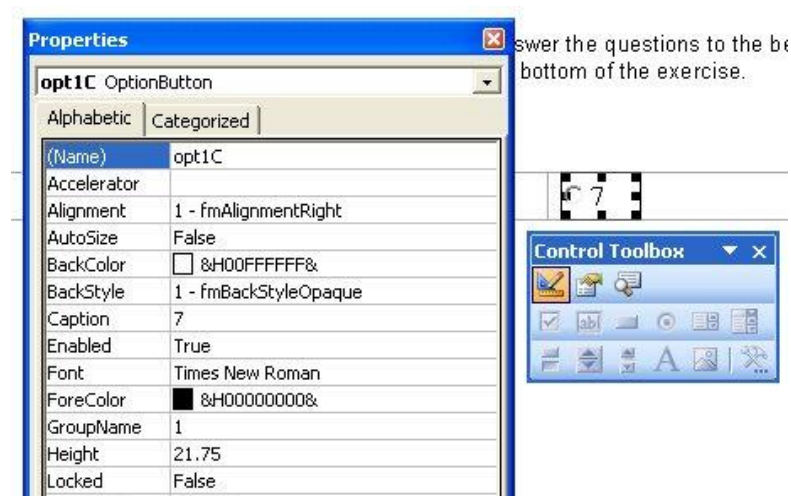 Properties
swer the questions to the be
bottom of the exercise.
opt1C OptionButton
Alphabetic Categorized
(Name) opt1C
Accelerator
Alignment 1 - fmAlignmentRight
AutoSize False
BackColor &H00FFFFFF&
BackStyle 1 - fmBackStyleOpaque
Caption 7
Enabled True
Font Times New Roman
ForeColor &H00000000&
GroupName 1
Height 21.75
Locked False
7
Control Toolbox
abl
A